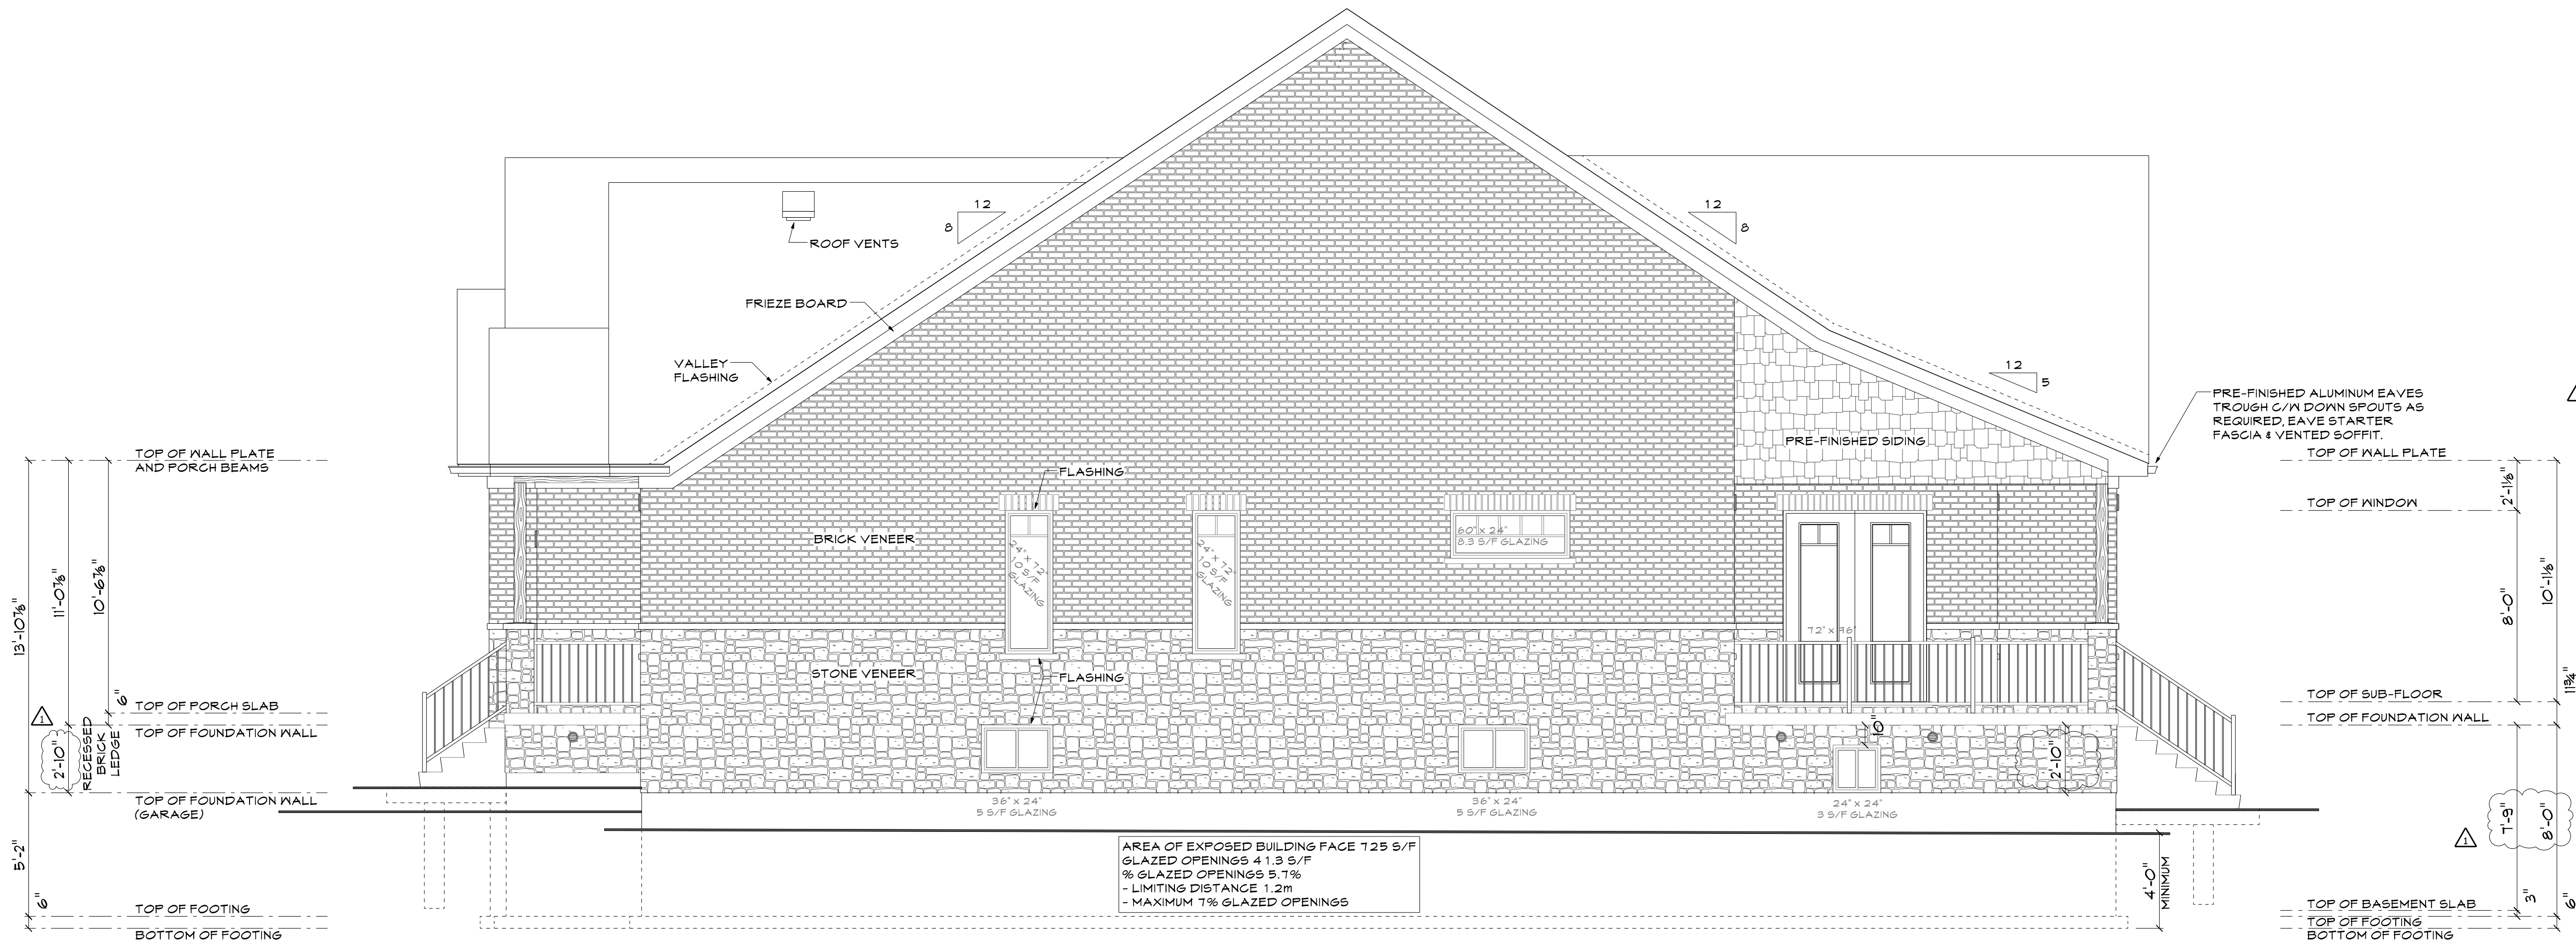 12
8
ROOF VENTS
FRIEZE BOARD
VALLEY
FLASHING
12
8
12
5
PRE-FINISHED ALUMINUM EAVES
TROUGH C/W DOWN SPOUTS AS
REQUIRED, EAVE STARTER
FASCIA & VENTED SOFFIT.
PRE-FINISHED SIDING
TOP OF WALL PLATE
AND PORCH BEAMS
FLASHING
BRICK VENEER
24" x 72"
10 S/F
GLAZING
24" x 72"
10 S/F
GLAZING
60" x 24"
8.3 S/F GLAZING
72" x 96"
STONE VENEER
FLASHING
13'-10⅞"
11'-0⅞"
10'-6⅞"
6"
TOP OF PORCH SLAB
1
TOP OF FOUNDATION WALL
2'-10"
RECESSED
BRICK
LEDGE
TOP OF FOUNDATION WALL
(GARAGE)
5'-2"
6"
TOP OF FOOTING
BOTTOM OF FOOTING
10"
2'-10"
36" x 24"
5 S/F GLAZING
36" x 24"
5 S/F GLAZING
24" x 24"
3 S/F GLAZING
AREA OF EXPOSED BUILDING FACE 725 S/F
GLAZED OPENINGS 41.3 S/F
% GLAZED OPENINGS 5.7%
- LIMITING DISTANCE 1.2m
- MAXIMUM 7% GLAZED OPENINGS
4'-0"
MINIMUM
TOP OF WALL PLATE
2'-1⅛"
TOP OF WINDOW
8'-0"
10'-1⅛"
TOP OF SUB-FLOOR
11¾"
TOP OF FOUNDATION WALL
1
7'-9"
8'-0"
TOP OF BASEMENT SLAB
3"
TOP OF FOOTING
6"
BOTTOM OF FOOTING